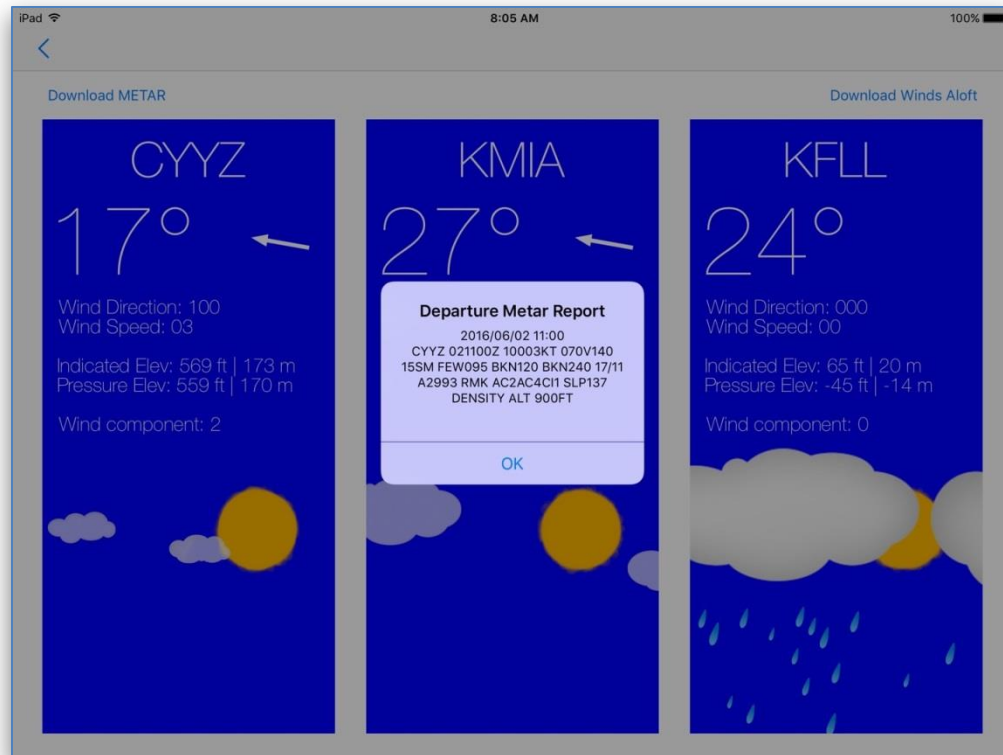 iPad 8:05 AM 100%
Download METAR Download Winds Aloft
CYYZ
17°
Wind Direction: 100
Wind Speed: 03
Indicated Elev: 569 ft | 173 m
Pressure Elev: 559 ft | 170 m
Wind component: 2
KMIA
27°
Departure Metar Report
2016/06/02 11:00
CYYZ 021100Z 10003KT 070V140
15SM FEW095 BKN120 BKN240 17/11
A2993 RMK AC2AC4CI1 SLP137
DENSITY ALT 900FT
OK
KFLL
24°
Wind Direction: 000
Wind Speed: 00
Indicated Elev: 65 ft | 20 m
Pressure Elev: -45 ft | -14 m
Wind component: 0